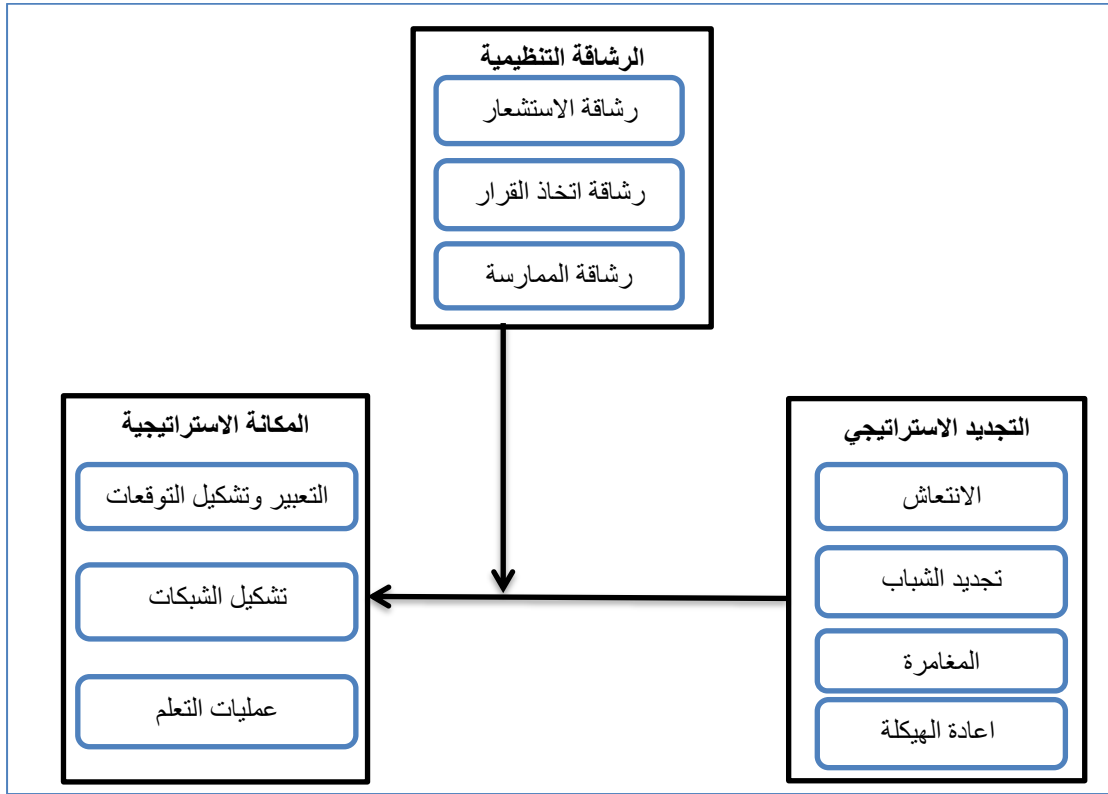 الرشاقة التنظيمية
رشاقة الاستشعار
رشاقة اتخاذ القرار
رشاقة الممارسة
التجديد الاستراتيجي
الانتعاش
تجديد الشباب
المغامرة
اعادة الهيكلة
المكانة الاستراتيجية
التعبير وتشكيل التوقعات
تشكيل الشبكات
عمليات التعلم